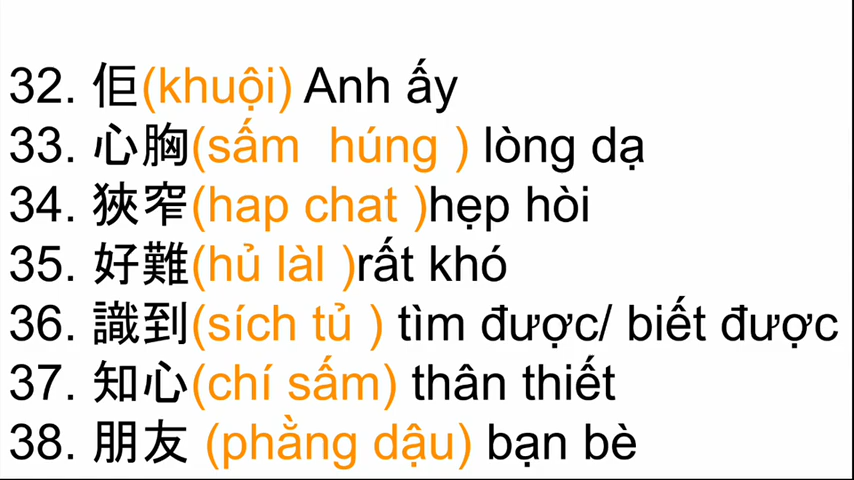 32. 佢(khuội) Anh ấy
33. 心胸(sấm húng ) lòng dạ
34. 狹窄(hap chat )hẹp hòi
35. 好難(hủ làl )rất khó
36. 識到(sích tủ ) tìm được/ biết được
37. 知心(chí sấm) thân thiết
38. 朋友 (phằng dậu) bạn bè